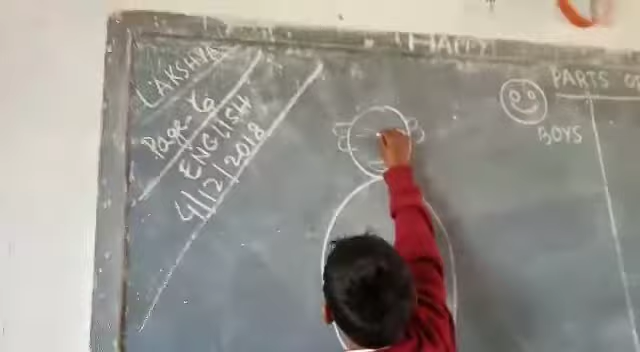 LAKSHYA
Page-6
ENGLISH
4/12/2018
HAPPY
PARTS
BOYS